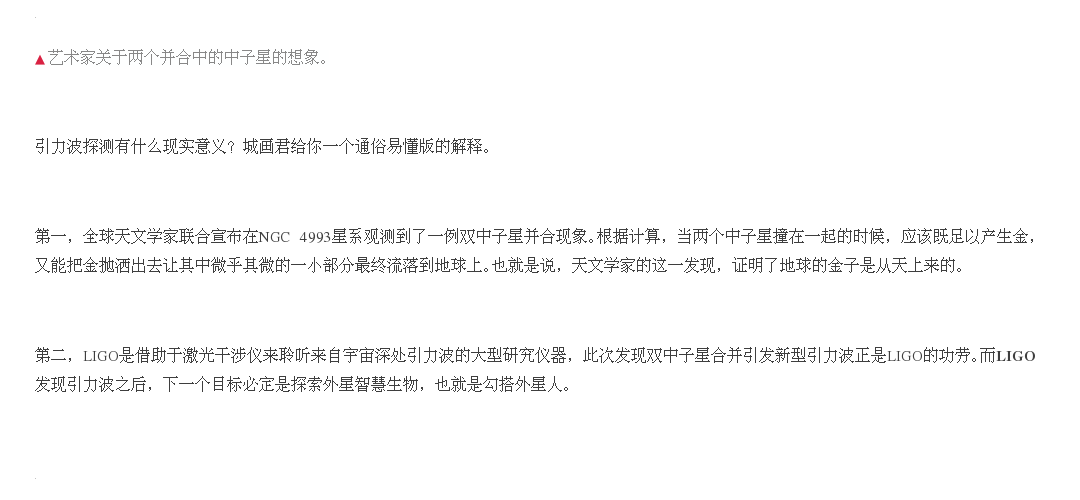 ▲艺术家关于两个并合中的中子星的想象。
引力波探测有什么现实意义？城画君给你一个通俗易懂版的解释。
第一，全球天文学家联合宣布在NGC 4993星系观测到了一例双中子星并合现象。根据计算，当两个中子星撞在一起的时候，应该既足以产生金，
又能把金抛洒出去让其中微乎其微的一小部分最终流落到地球上。也就是说，天文学家的这一发现，证明了地球的金子是从天上来的。
第二，LIGO是借助于激光干涉仪来聆听来自宇宙深处引力波的大型研究仪器，此次发现双中子星合并引发新型引力波正是LIGO的功劳。而LIGO
发现引力波之后，下一个目标必定是探索外星智慧生物，也就是勾搭外星人。